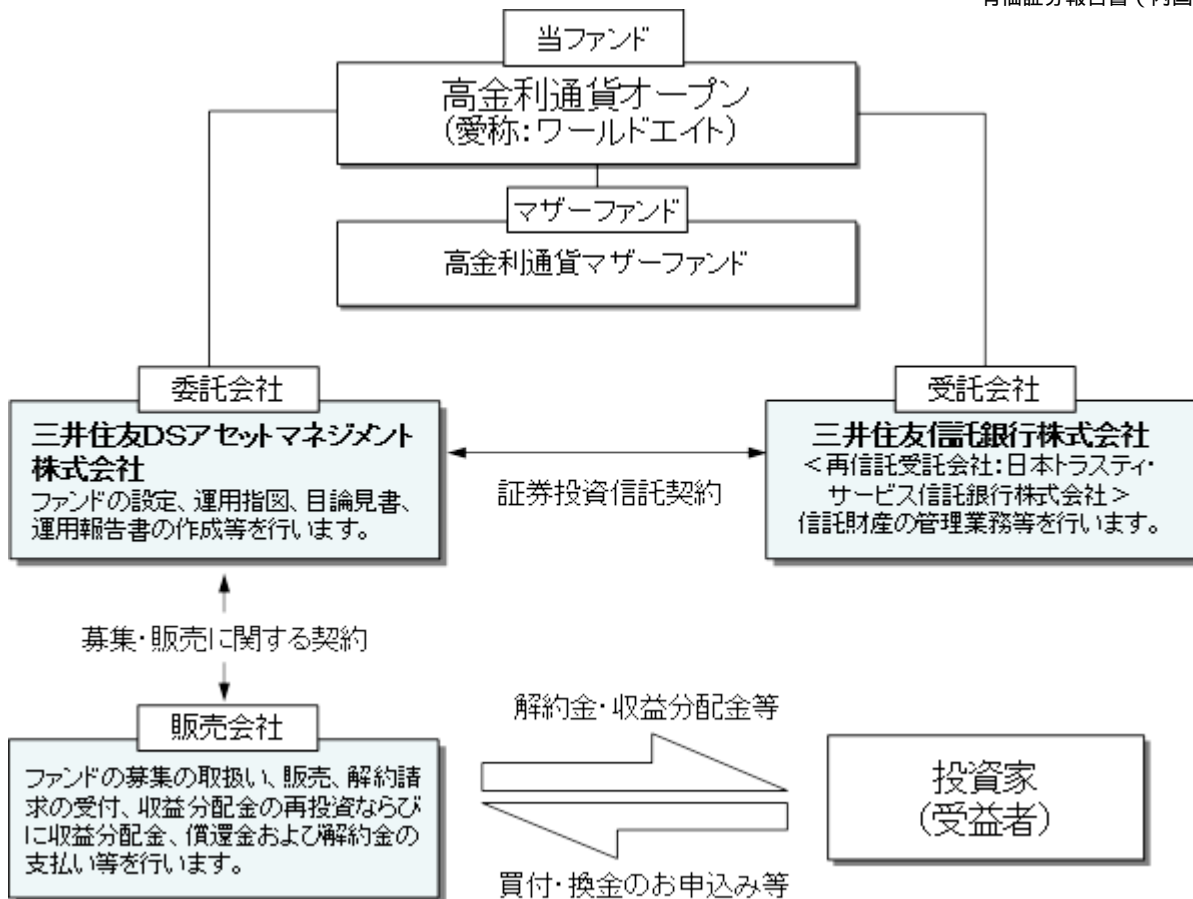 当ファンド
高金利通貨オープン
(愛称:ワールドエイト)
マザーファンド
高金利通貨マザーファンド
委託会社
三井住友DSアセットマネジメント
株式会社
ファンドの設定、運用指図、目論見書、
運用報告書の作成等を行います。
証券投資信託契約
受託会社
三井住友信託銀行株式会社
<再信託受託会社:日本トラスティ・
サービス信託銀行株式会社>
信託財産の管理業務等を行います。
募集・販売に関する契約
販売会社
ファンドの募集の取扱い、販売、解約請
求の受付、収益分配金の再投資ならび
に収益分配金、償還金および解約金の
支払い等を行います。
解約金・収益分配金等
買付・換金のお申込み等
投資家
(受益者)